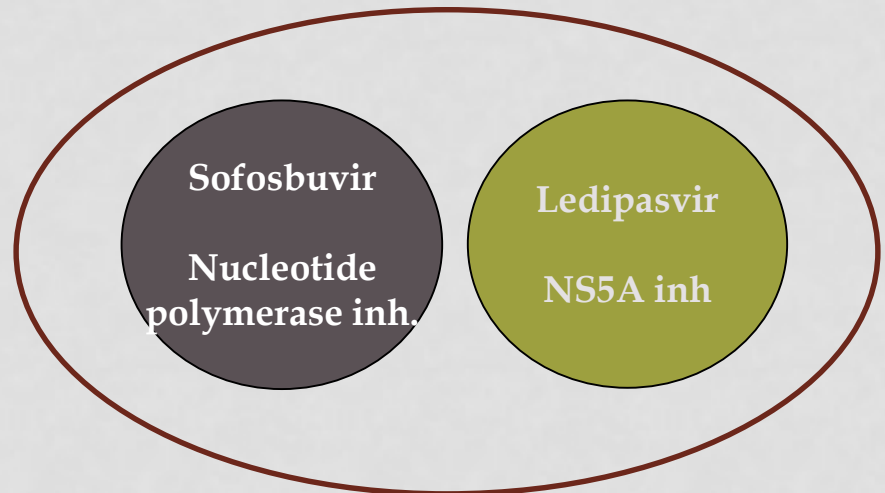 Sofosbuvir
Nucleotide
polymerase inh.
Ledipasvir
NS5A inh